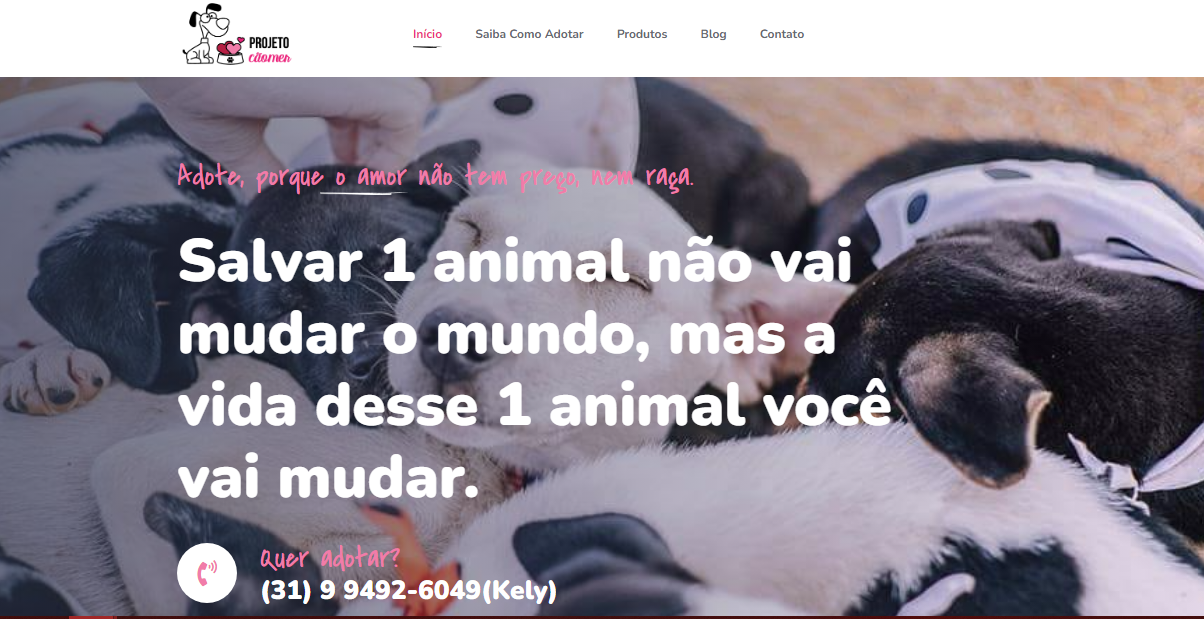 PROJETO
cãomer
Início
Saiba Como Adotar
Produtos
Blog
Contato
Adote, porque o amor não tem preço, nem raça.
Salvar 1 animal não vai
mudar o mundo, mas a
vida desse 1 animal você
vai mudar.
Quer adotar?
(31) 9 9492-6049(Kely)